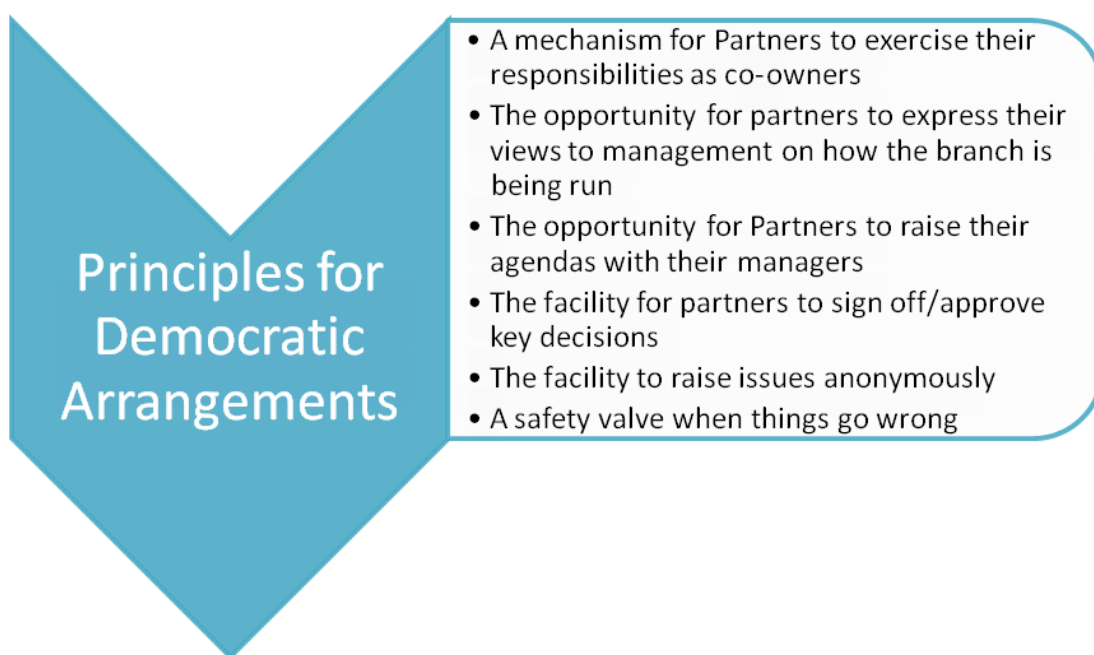 Principles for
Democratic
Arrangements
• A mechanism for Partners to exercise their
responsibilities as co-owners
• The opportunity for partners to express their
views to management on how the branch is
being run
• The opportunity for Partners to raise their
agendas with their managers
• The facility for partners to sign off/approve
key decisions
• The facility to raise issues anonymously
• A safety valve when things go wrong